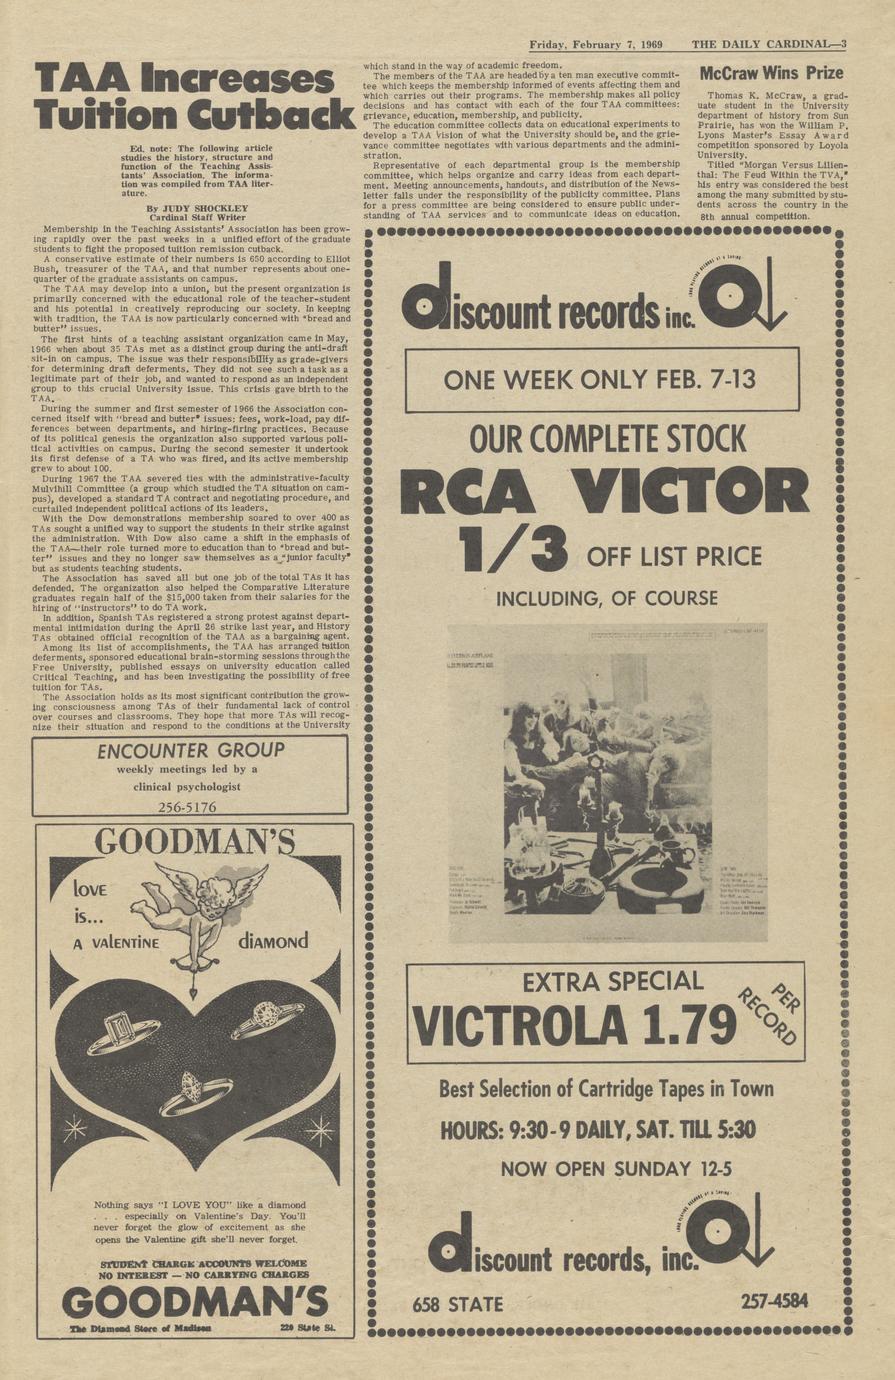 Friday, February 7, 1969 THE DAILY CARDINAL—3
TAA Increases
Tuition Cutback
Ed. note: The following article
studies the history, structure and
function of the Teaching Assis-
tants' Association. The informa-
tion was compiled from TAA liter-
ature.
By JUDY SHOCKLEY
Cardinal Staff Writer
Membership in the Teaching Assistants' Association has been grow-
ing rapidly over the past weeks in a unified effort of the graduate
students to fight the proposed tuition remission cutback.
A conservative estimate of their numbers is 650 according to Elliot
Bush, treasurer of the TAA, and that number represents about one-
quarter of the graduate assistants on campus.
The TAA may develop into a union, but the present organization is
primarily concerned with the educational role of the teacher-student
and his potential in creatively reproducing our society. In keeping
with tradition, the TAA is now particularly concerned with "bread and
butter" issues.
The first hints of a teaching assistant organization came in May,
1966 when about 35 TAs met as a distinct group during the anti-draft
sit-in on campus. The issue was their responsibility as grade-givers
for determining draft deferments. They did not see such a task as a
legitimate part of their job, and wanted to respond as an independent
group to this crucial University issue. This crisis gave birth to the
TAA.
During the summer and first semester of 1966 the Association con-
cerned itself with "bread and butter" issues: fees, work-load, pay dif-
ferences between departments, and hiring-firing practices. Because
of its political genesis the organization also supported various poli-
tical activities on campus. During the second semester it undertook
its first defense of a TA who was fired, and its active membership
grew to about 100.
During 1967 the TAA severed ties with the administrative-faculty
Mulvihill Committee (a group which studied the TA situation on cam-
pus), developed a standard TA contract and negotiating procedure, and
curtailed independent political actions of its leaders.
With the Dow demonstrations membership soared to over 400 as
TAs sought a unified way to support the students in their strike against
the administration. With Dow also came a shift in the emphasis of
the TAA—their role turned more to education than to "bread and but-
ter" issues and they no longer saw themselves as a "junior faculty"
but as students teaching students.
The Association has saved all but one job of the total TAs it has
defended. The organization also helped the Comparative Literature
graduates regain half of the $15,000 taken from their salaries for the
hiring of "instructors" to do TA work.
In addition, Spanish TAs registered a strong protest against depart-
mental intimidation during the April 26 strike last year, and History
TAs obtained official recognition of the TAA as a bargaining agent.
Among its list of accomplishments, the TAA has arranged tuition
deferments, sponsored educational brain-storming sessions through the
Free University, published essays on university education called
Critical Teaching, and has been investigating the possibility of free
tuition for TAs.
The Association holds as its most significant contribution the grow-
ing consciousness among TAs of their fundamental lack of control
over courses and classrooms. They hope that more TAs will recog-
nize their situation and respond to the conditions at the University
which stand in the way of academic freedom.
The members of the TAA are headed by a ten man executive commit-
tee which keeps the membership informed of events affecting them and
which carries out their programs. The membership makes all policy
decisions and has contact with each of the four TAA committees:
grievance, education, membership, and publicity.
The education committee collects data on educational experiments to
develop a TAA vision of what the University should be, and the grie-
vance committee negotiates with various departments and the admini-
stration.
Representative of each departmental group is the membership
committee, which helps organize and carry ideas from each depart-
ment. Meeting announcements, handouts, and distribution of the News-
letter falls under the responsibility of the publicity committee. Plans
for a press committee are being considered to ensure public under-
standing of TAA services and to communicate ideas on education.
McCraw Wins Prize
Thomas K. McCraw, a grad-
uate student in the University
department of history from Sun
Prairie, has won the William P.
Lyons Master's Essay Award
competition sponsored by Loyola
University.
Titled "Morgan Versus Lilien-
thal: The Feud Within the TVA,"
his entry was considered the best
among the many submitted by stu-
dents across the country in the
8th annual competition.
ENCOUNTER GROUP
weekly meetings led by a
clinical psychologist
256-5176
GOODMAN'S
love
is...
A VALENTINE DIAMOND
Nothing says "I LOVE YOU" like a diamond
. . . especially on Valentine's Day. You'll
never forget the glow of excitement as she
opens the Valentine gift she'll never forget.
STUDENT CHARGE ACCOUNTS WELCOME
NO INTEREST — NO CARRYING CHARGES
GOODMAN'S
The Diamond Store of Madison 220 State St.
discount records inc.
LONG PLAYING RECORDS AT A SAVING
ONE WEEK ONLY FEB. 7-13
OUR COMPLETE STOCK
RCA VICTOR
1/3 OFF LIST PRICE
INCLUDING, OF COURSE
EXTRA SPECIAL
VICTROLA 1.79 PER RECORD
Best Selection of Cartridge Tapes in Town
HOURS: 9:30-9 DAILY, SAT. TILL 5:30
NOW OPEN SUNDAY 12-5
LONG PLAYING RECORDS AT A SAVING
discount records, inc.
658 STATE 257-4584